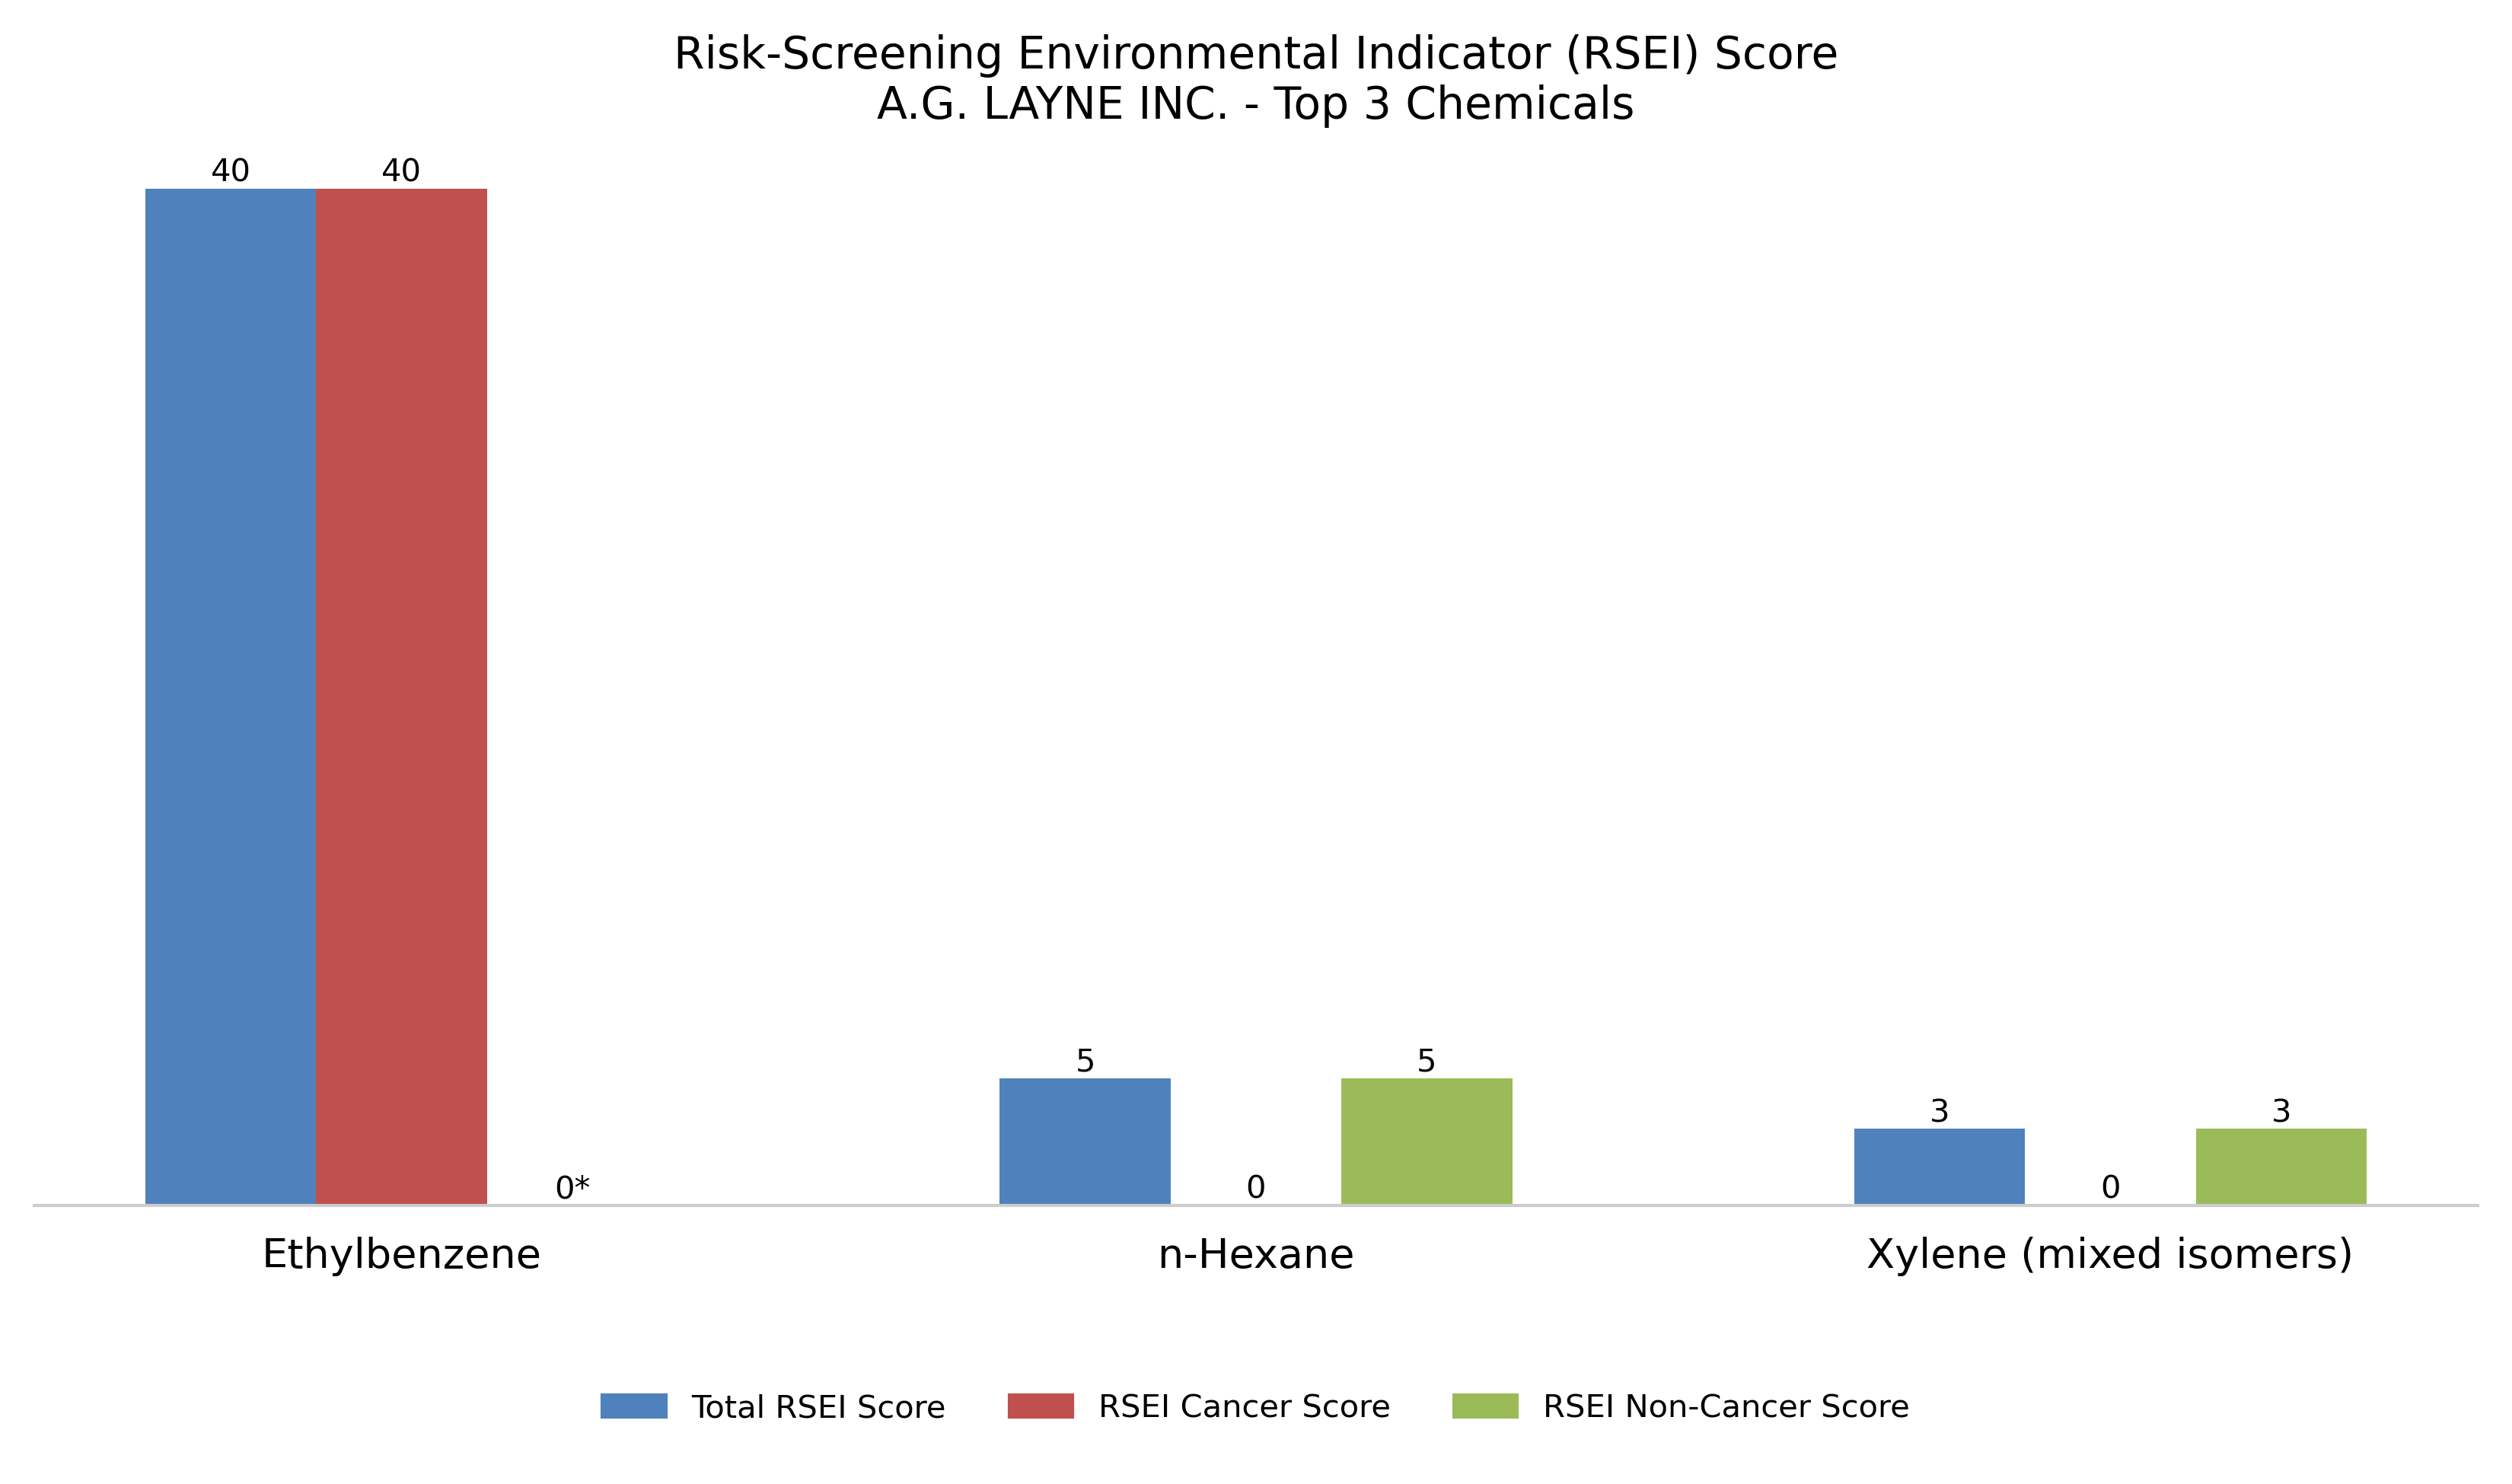 Risk-Screening Environmental Indicator (RSEI) Score
A.G. LAYNE INC. - Top 3 Chemicals
40 40
0*
5 0 5
3 0 3
Ethylbenzene n-Hexane Xylene (mixed isomers)
Total RSEI Score RSEI Cancer Score RSEI Non-Cancer Score